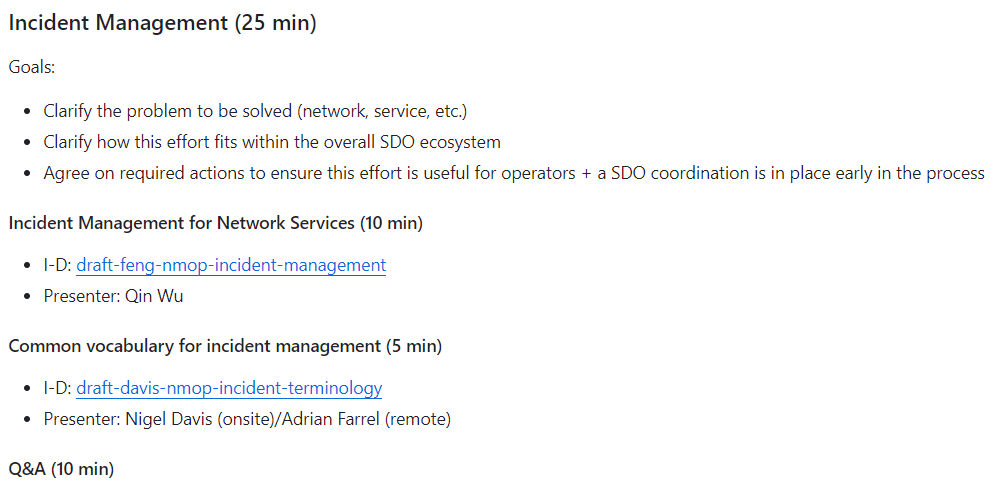 Incident Management (25 min)
Goals:
• Clarify the problem to be solved (network, service, etc.)
• Clarify how this effort fits within the overall SDO ecosystem
• Agree on required actions to ensure this effort is useful for operators + a SDO coordination is in place early in the process
Incident Management for Network Services (10 min)
• I-D: draft-feng-nmop-incident-management
• Presenter: Qin Wu
Common vocabulary for incident management (5 min)
• I-D: draft-davis-nmop-incident-terminology
• Presenter: Nigel Davis (onsite)/Adrian Farrel (remote)
Q&A (10 min)